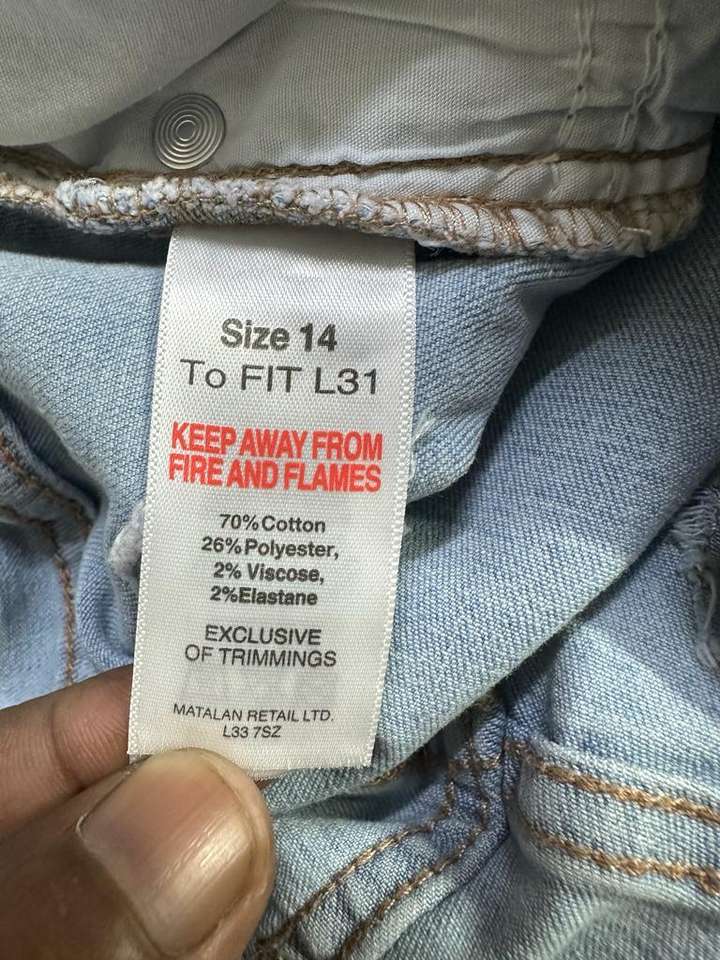 Size 14
To FIT L31
KEEP AWAY FROM
FIRE AND FLAMES
70%Cotton
26%Polyester,
2% Viscose,
2%Elastane
EXCLUSIVE
OF TRIMMINGS
MATALAN RETAIL LTD.
L33 7SZ